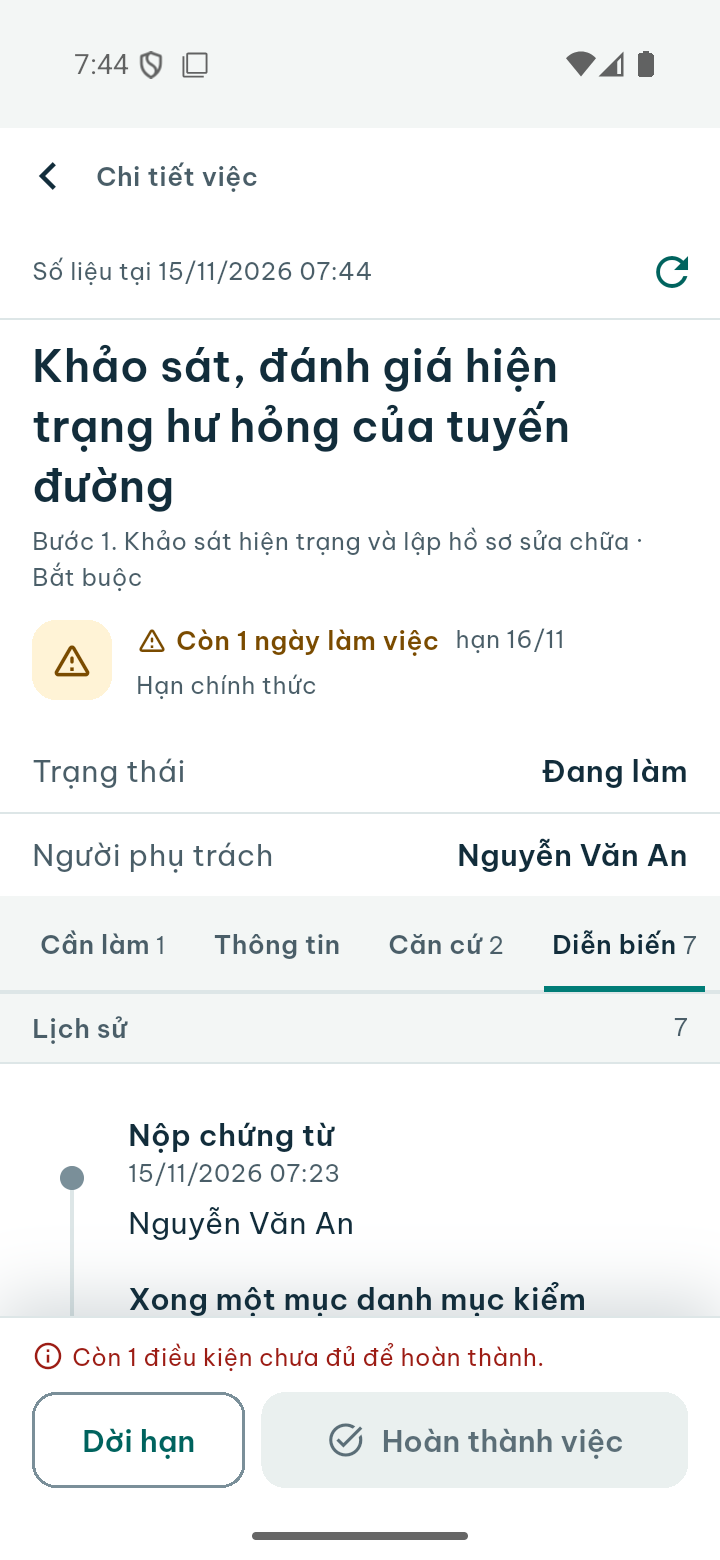 7:44
Chi tiết việc
Số liệu tại 15/11/2026 07:44
Khảo sát, đánh giá hiện
trạng hư hỏng của tuyến
đường
Bước 1. Khảo sát hiện trạng và lập hồ sơ sửa chữa ·
Bắt buộc
Còn 1 ngày làm việc hạn 16/11
Hạn chính thức
Trạng thái Đang làm
Người phụ trách Nguyễn Văn An
Cần làm 1 Thông tin Căn cứ 2 Diễn biến 7
Lịch sử 7
Nộp chứng từ
15/11/2026 07:23
Nguyễn Văn An
Xong một mục danh mục kiểm
Còn 1 điều kiện chưa đủ để hoàn thành.
Dời hạn Hoàn thành việc